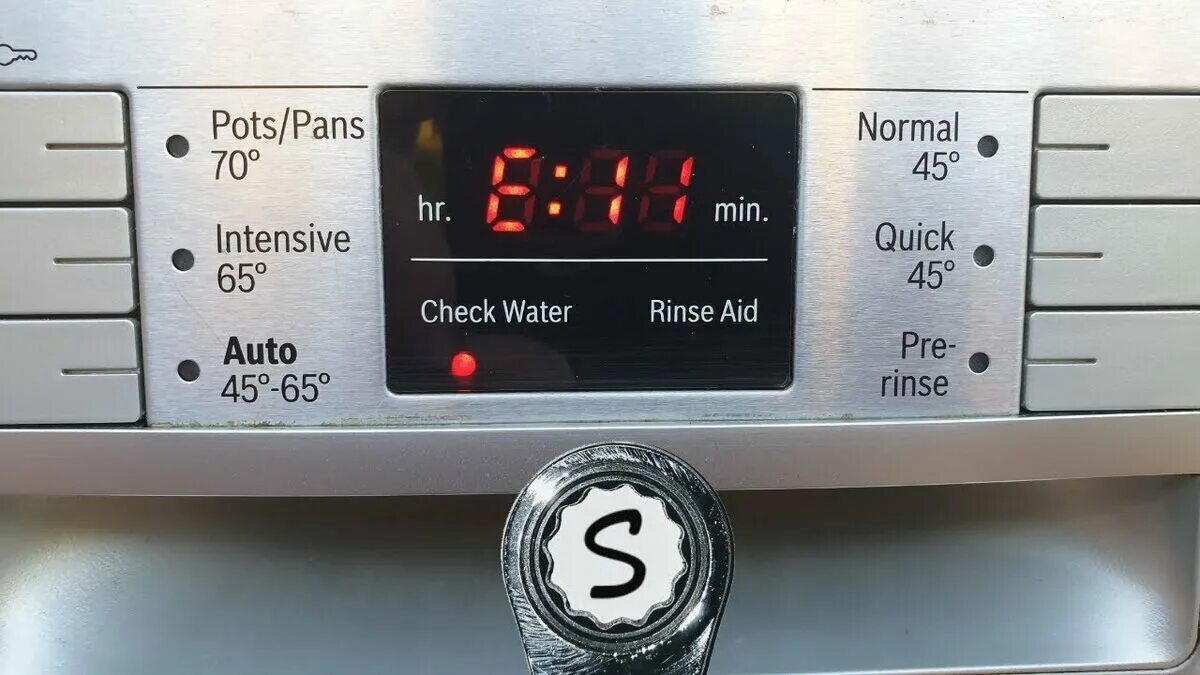 Pots/Pans
70°
Intensive
65°
Auto
45°-65°
hr. E:11 min.
Check Water Rinse Aid
Normal
45°
Quick
45°
Pre-
rinse
S